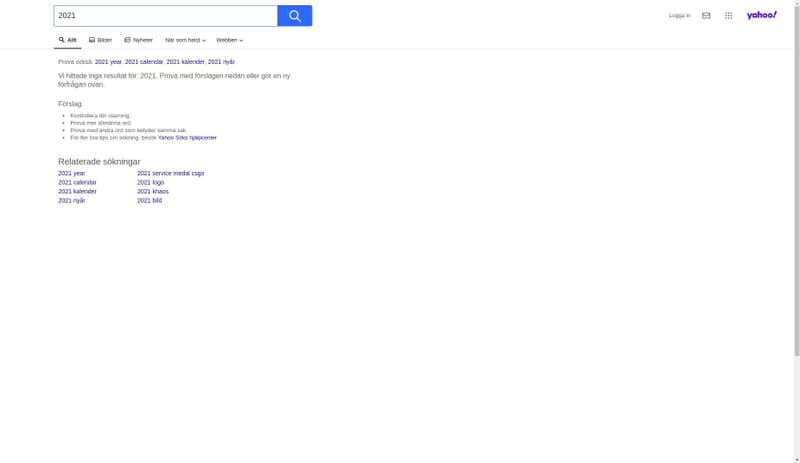 2021
Logga in
yahoo!
Allt Bilder Nyheter När som helst Webben
Prova också: 2021 year, 2021 calendar, 2021 kalender, 2021 nyår
Vi hittade inga resultat för: 2021. Prova med förslagen nedan eller gör en ny
förfrågan ovan.
Förslag:
Kontrollera din stavning.
Prova mer allmänna ord.
Prova med andra ord som betyder samma sak.
För fler bra tips om sökning, besök Yahoo Söks hjälpcenter
Relaterade sökningar
2021 year 2021 service medal csgo
2021 calendar 2021 logo
2021 kalender 2021 khaos
2021 nyår 2021 bild